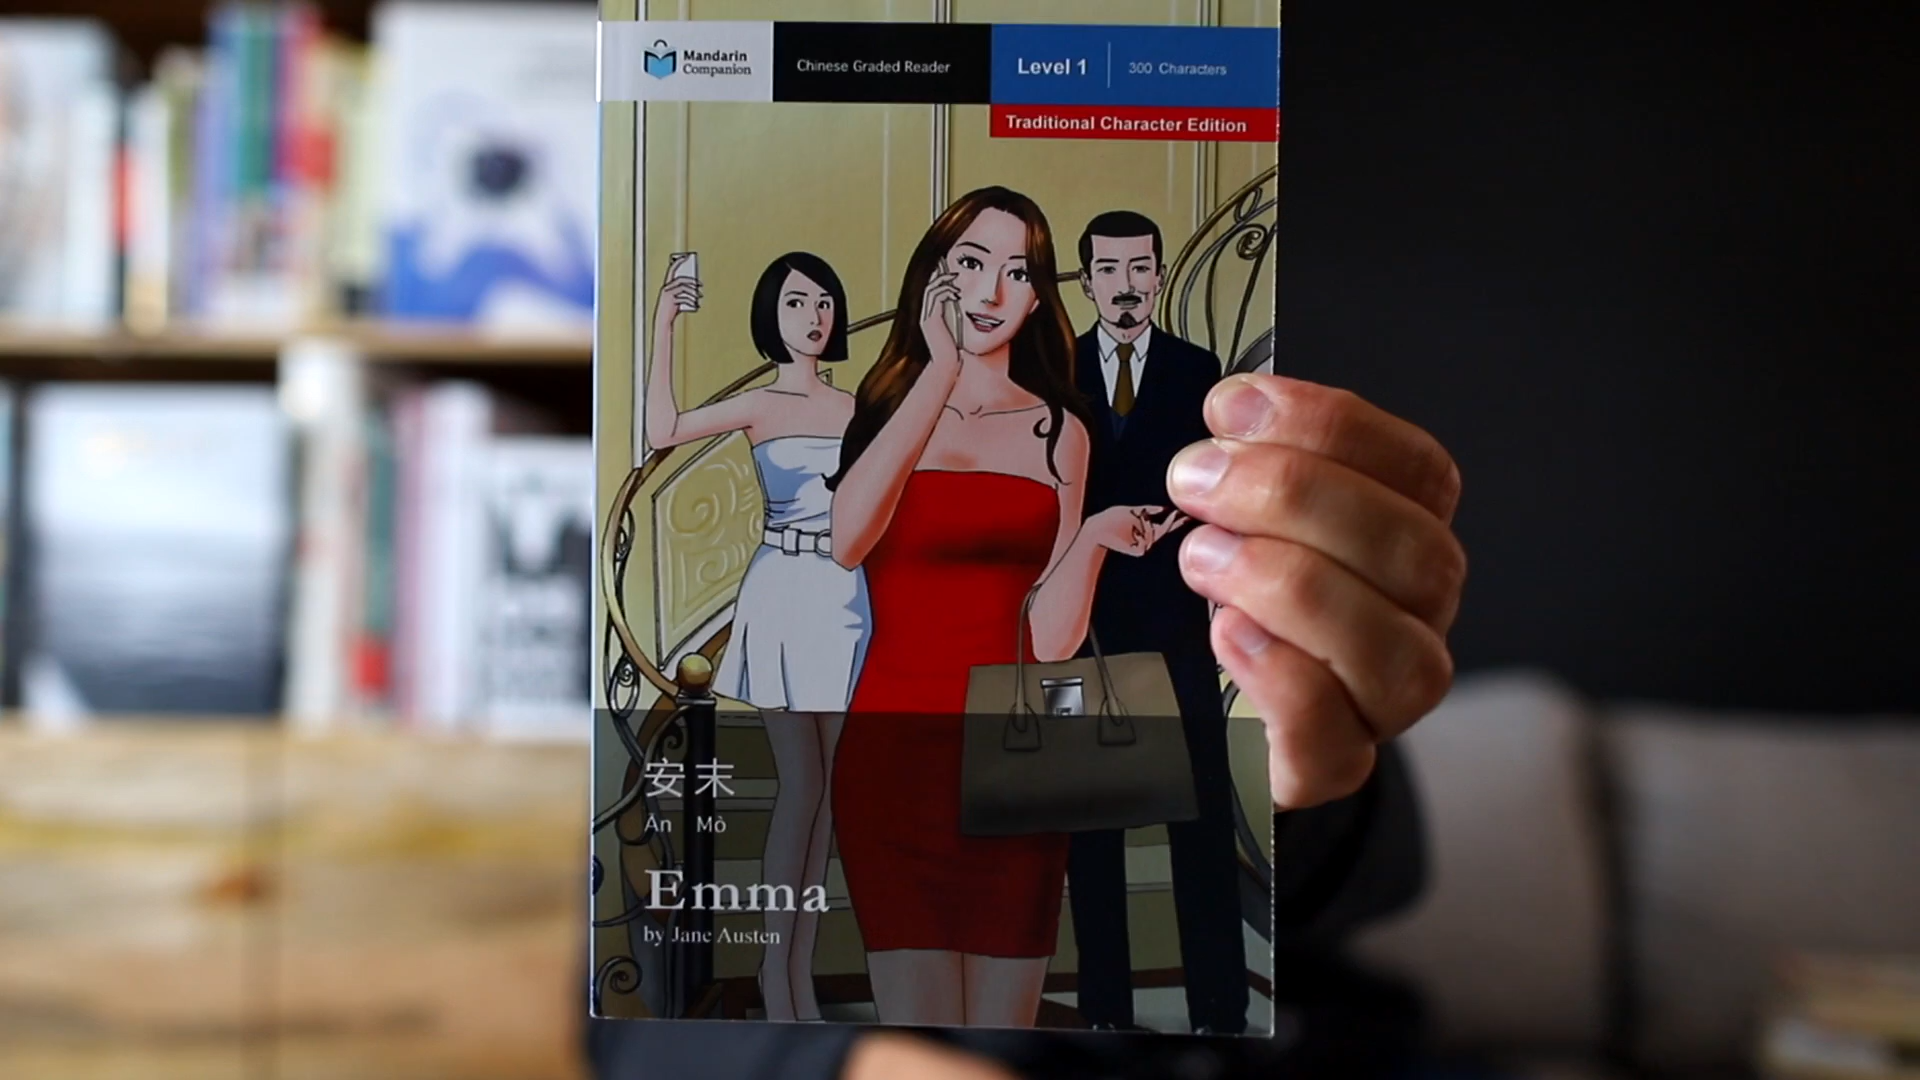 Mandarin
Companion
Chinese Graded Reader
Level 1
300 Characters
Traditional Character Edition
安末
Ān Mò
Emma
by Jane Austen